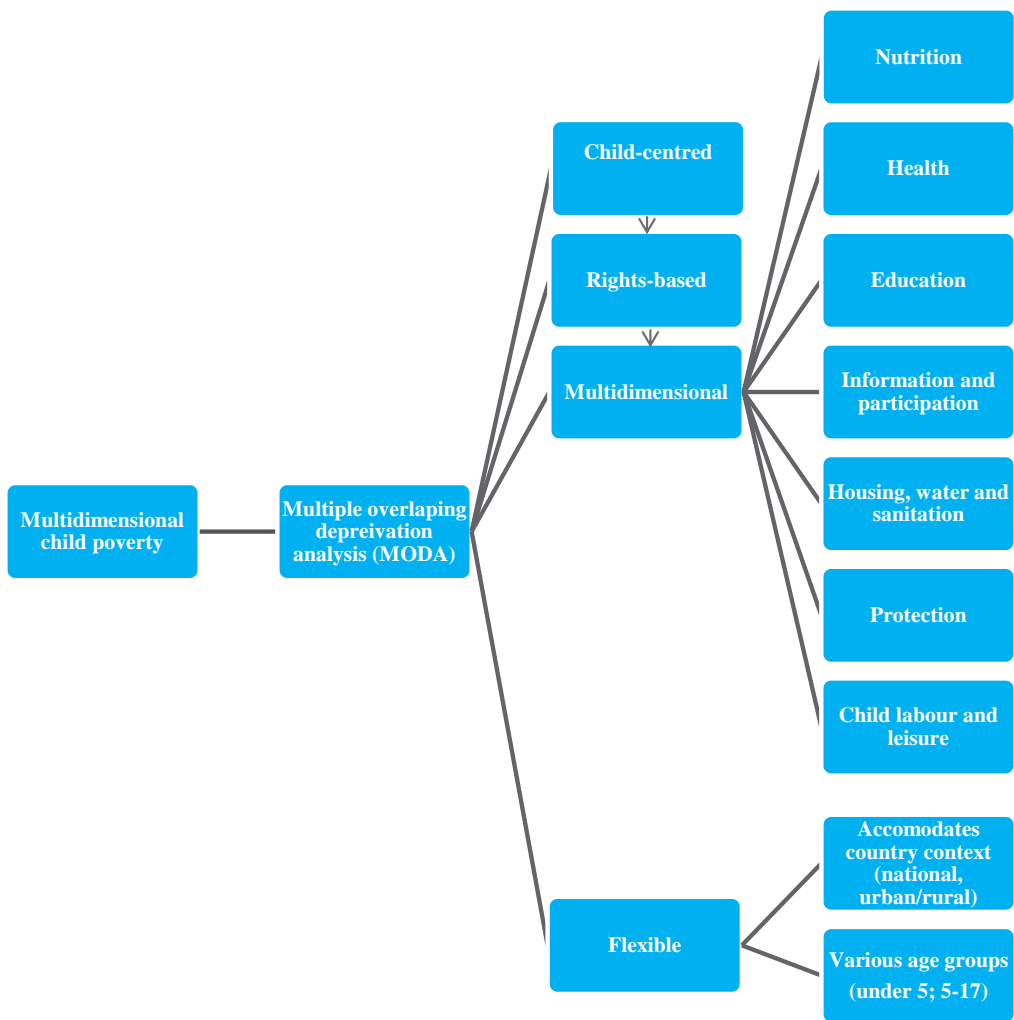 Multidimensional
child poverty
Multiple overlaping
depreivation
analysis (MODA)
Child-centred
Rights-based
Multidimensional
Flexible
Nutrition
Health
Education
Information and
participation
Housing, water and
sanitation
Protection
Child labour and
leisure
Accomodates
country context
(national,
urban/rural)
Various age groups
(under 5; 5-17)